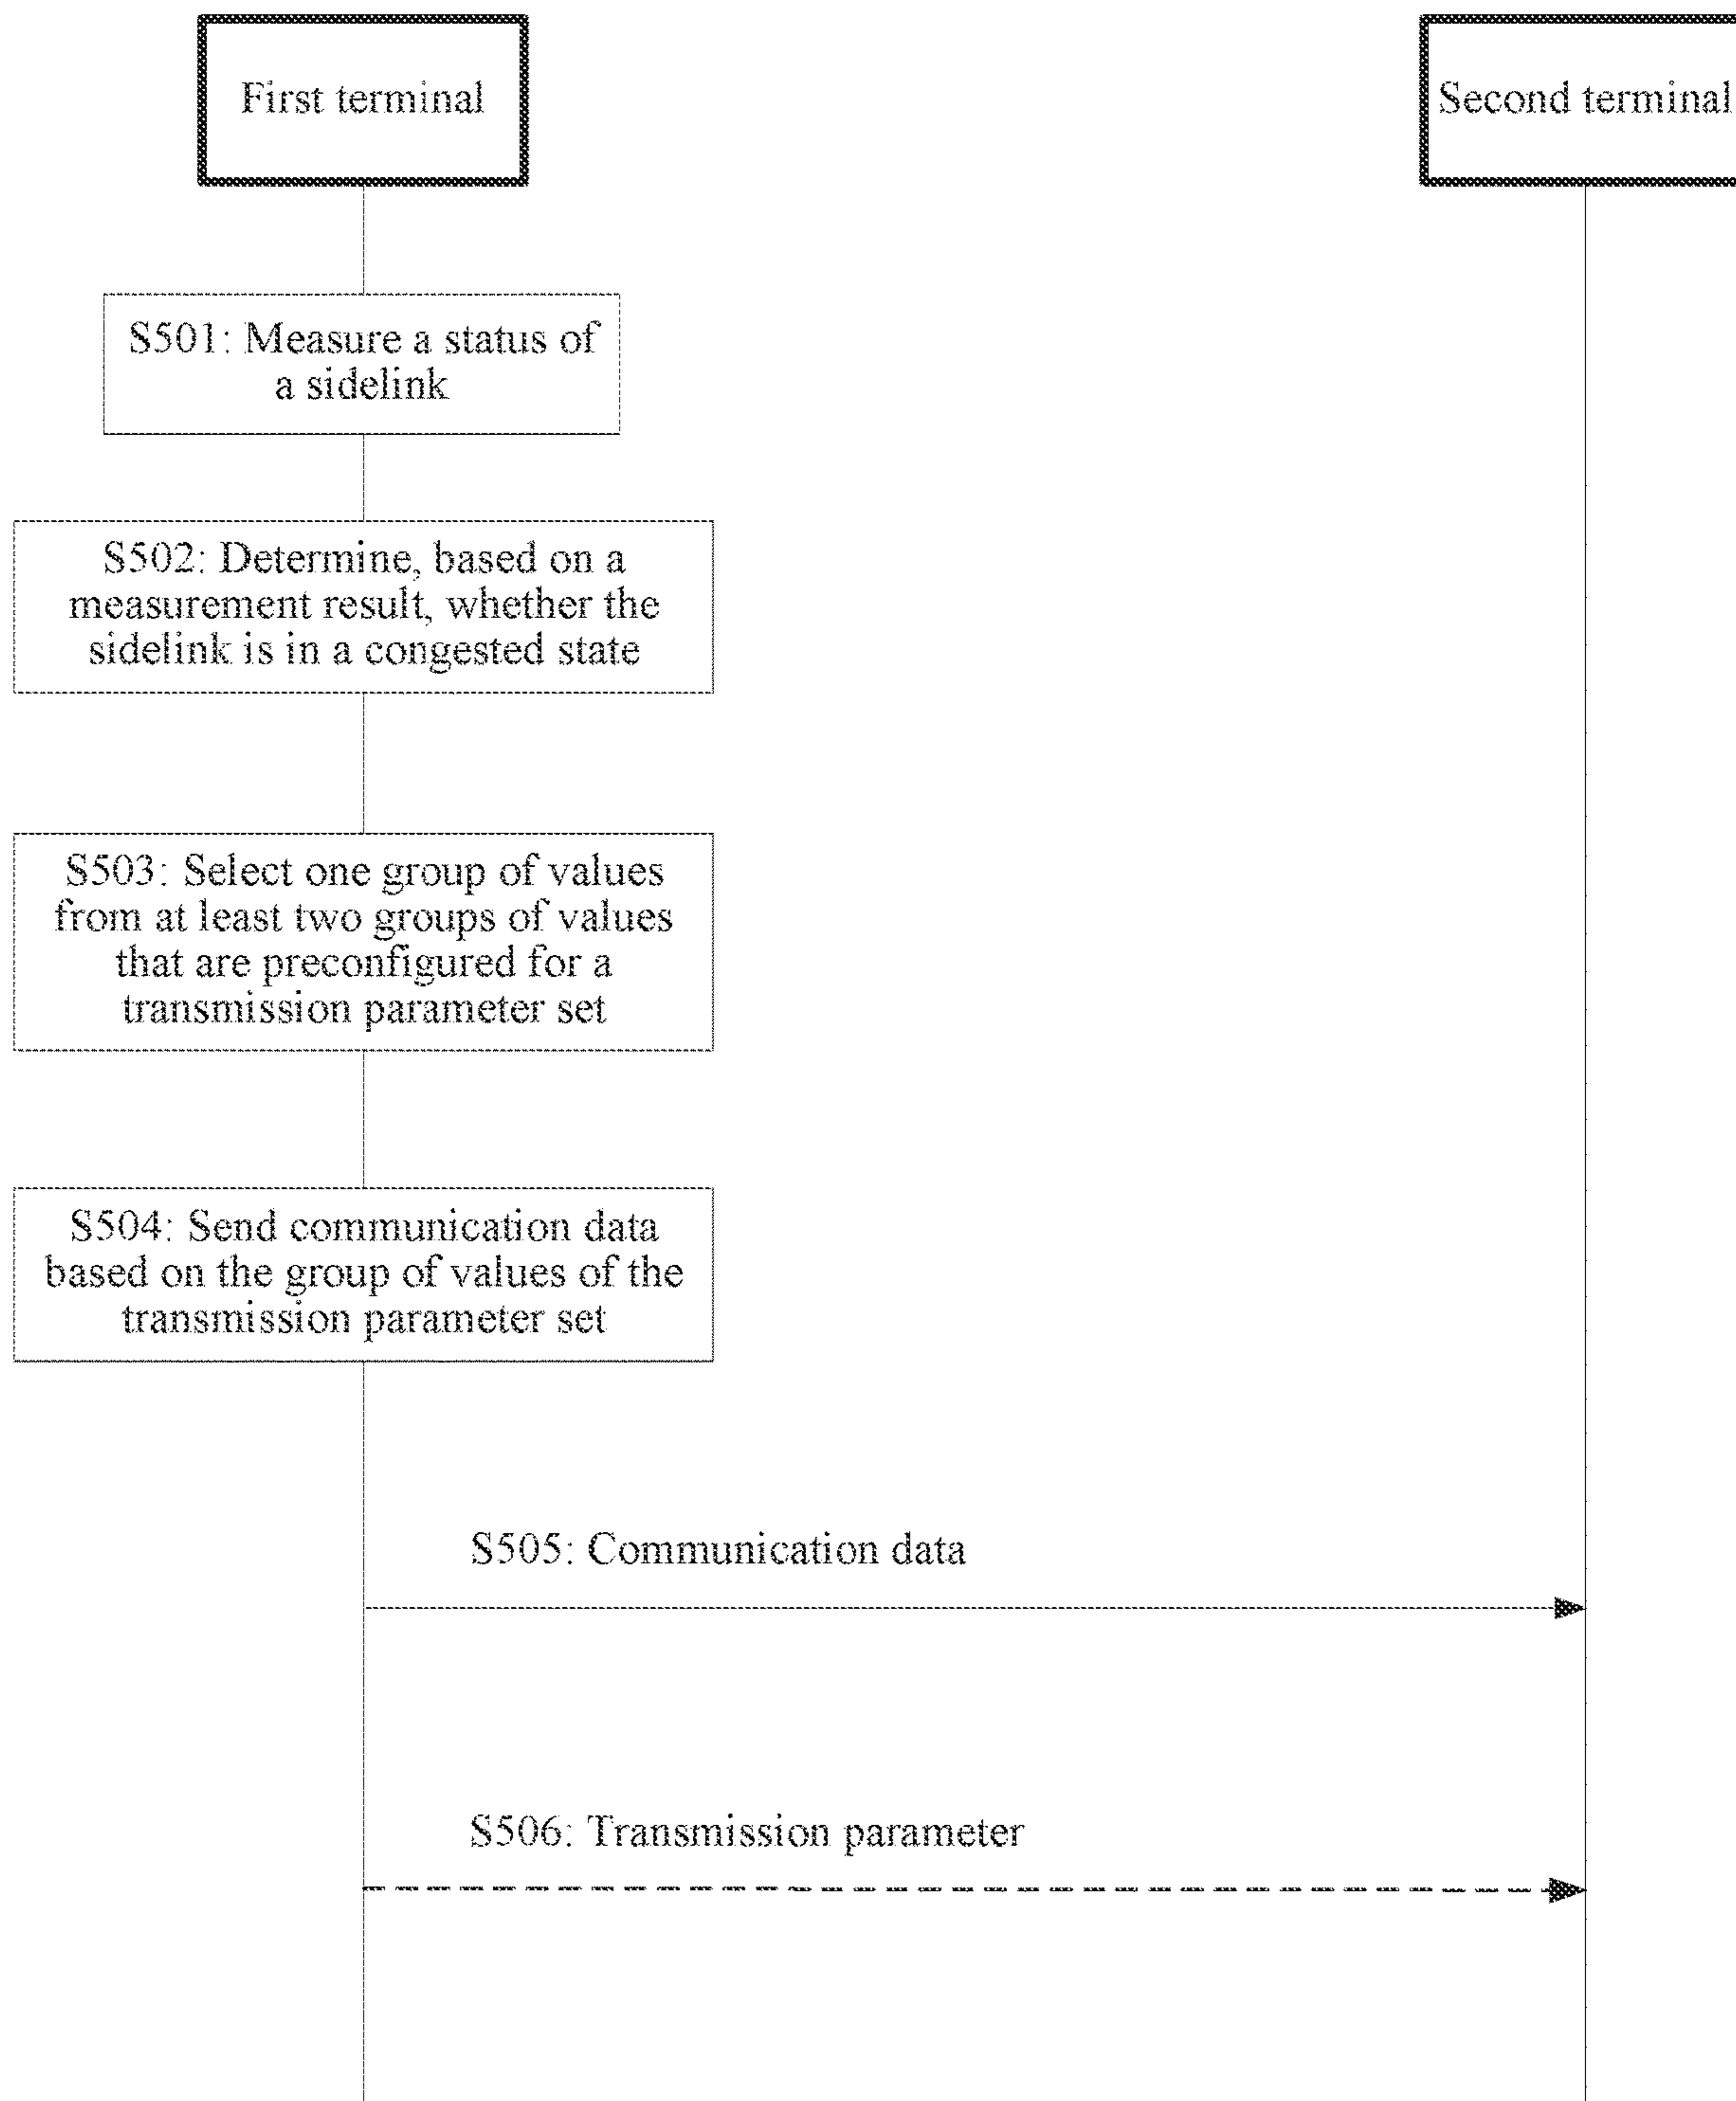 First terminal
Second terminal
S501: Measure a status of
a sidelink
S502: Determine, based on a
measurement result, whether the
sidelink is in a congested state
S503: Select one group of values
from at least two groups of values
that are preconfigured for a
transmission parameter set
S504: Send communication data
based on the group of values of the
transmission parameter set
S505: Communication data
S506: Transmission parameter